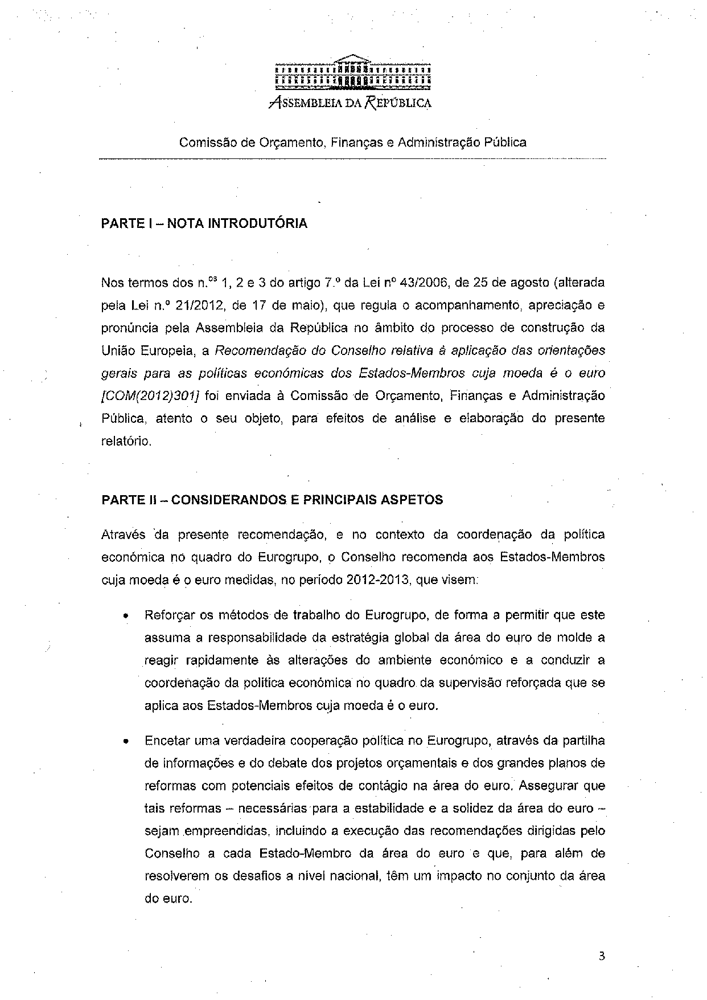 ASSEMBLEIA DA REPÚBLICA
Comissão de Orçamento, Finanças e Administração Pública
PARTE I – NOTA INTRODUTÓRIA
Nos termos dos n.ºs 1, 2 e 3 do artigo 7.º da Lei nº 43/2006, de 25 de agosto (alterada
pela Lei n.º 21/2012, de 17 de maio), que regula o acompanhamento, apreciação e
pronúncia pela Assembleia da República no âmbito do processo de construção da
União Europeia, a Recomendação do Conselho relativa à aplicação das orientações
gerais para as políticas económicas dos Estados-Membros cuja moeda é o euro
[COM(2012)301] foi enviada à Comissão de Orçamento, Finanças e Administração
Pública, atento o seu objeto, para efeitos de análise e elaboração do presente
relatório.
PARTE II – CONSIDERANDOS E PRINCIPAIS ASPETOS
Através da presente recomendação, e no contexto da coordenação da política
económica no quadro do Eurogrupo, o Conselho recomenda aos Estados-Membros
cuja moeda é o euro medidas, no período 2012-2013, que visem:
• Reforçar os métodos de trabalho do Eurogrupo, de forma a permitir que este
assuma a responsabilidade da estratégia global da área do euro de molde a
reagir rapidamente às alterações do ambiente económico e a conduzir a
coordenação da política económica no quadro da supervisão reforçada que se
aplica aos Estados-Membros cuja moeda é o euro.
• Encetar uma verdadeira cooperação política no Eurogrupo, através da partilha
de informações e do debate dos projetos orçamentais e dos grandes planos de
reformas com potenciais efeitos de contágio na área do euro. Assegurar que
tais reformas – necessárias para a estabilidade e a solidez da área do euro –
sejam empreendidas, incluindo a execução das recomendações dirigidas pelo
Conselho a cada Estado-Membro da área do euro e que, para além de
resolverem os desafios a nível nacional, têm um impacto no conjunto da área
do euro.
3